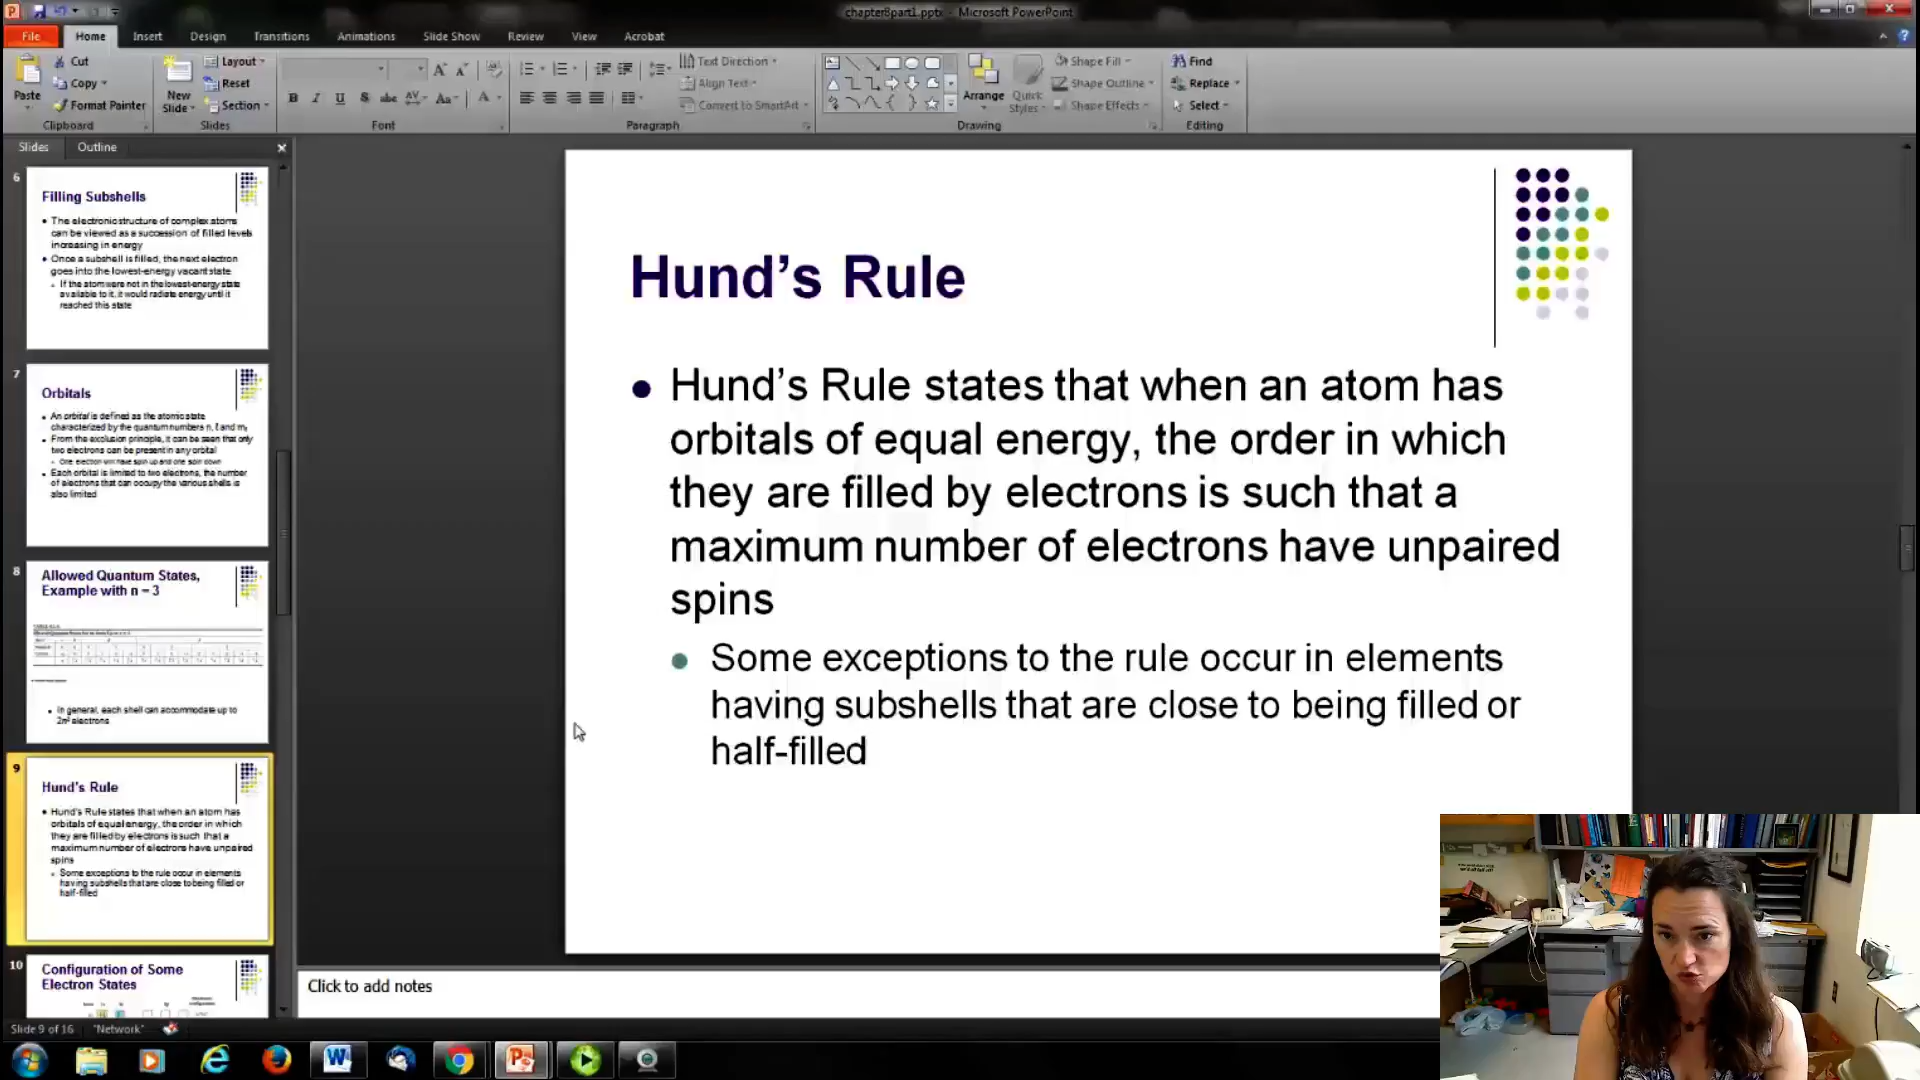 chapter8part1.pptx - Microsoft PowerPoint
File Home Insert Design Transitions Animations Slide Show Review View Acrobat
Paste
Cut
Copy
Format Painter
Clipboard
New
Slide
Layout
Reset
Section
Slides
Font
Text Direction
Align Text
Convert to SmartArt
Paragraph
Arrange
Quick
Styles
Shape Fill
Shape Outline
Shape Effects
Drawing
Find
Replace
Select
Editing
Slides Outline
6
Filling Subshells
The electronic structure of complex atoms
can be viewed as a succession of filled levels
increasing in energy
Once a subshell is filled, the next electron
goes into the lowest-energy vacant state
If the atom were not in the lowest-energy state
available to it, it would radiate energy until it
reached this state
7
Orbitals
An orbital is defined as the atomic state
characterized by the quantum numbers n, ℓ and mℓ
From the exclusion principle, it can be seen that only
two electrons can be present in any orbital
One electron will have spin up and one spin down
Each orbital is limited to two electrons, the number
of electrons that can occupy the various shells is
also limited
8
Allowed Quantum States,
Example with n = 3
In general, each shell can accommodate up to
2n² electrons
9
Hund's Rule
Hund's Rule states that when an atom has
orbitals of equal energy, the order in which
they are filled by electrons is such that a
maximum number of electrons have unpaired
spins
Some exceptions to the rule occur in elements
having subshells that are close to being filled or
half-filled
10
Configuration of Some
Electron States
Hund's Rule
Hund's Rule states that when an atom has
orbitals of equal energy, the order in which
they are filled by electrons is such that a
maximum number of electrons have unpaired
spins
Some exceptions to the rule occur in elements
having subshells that are close to being filled or
half-filled
Click to add notes
Slide 9 of 16 "Network"